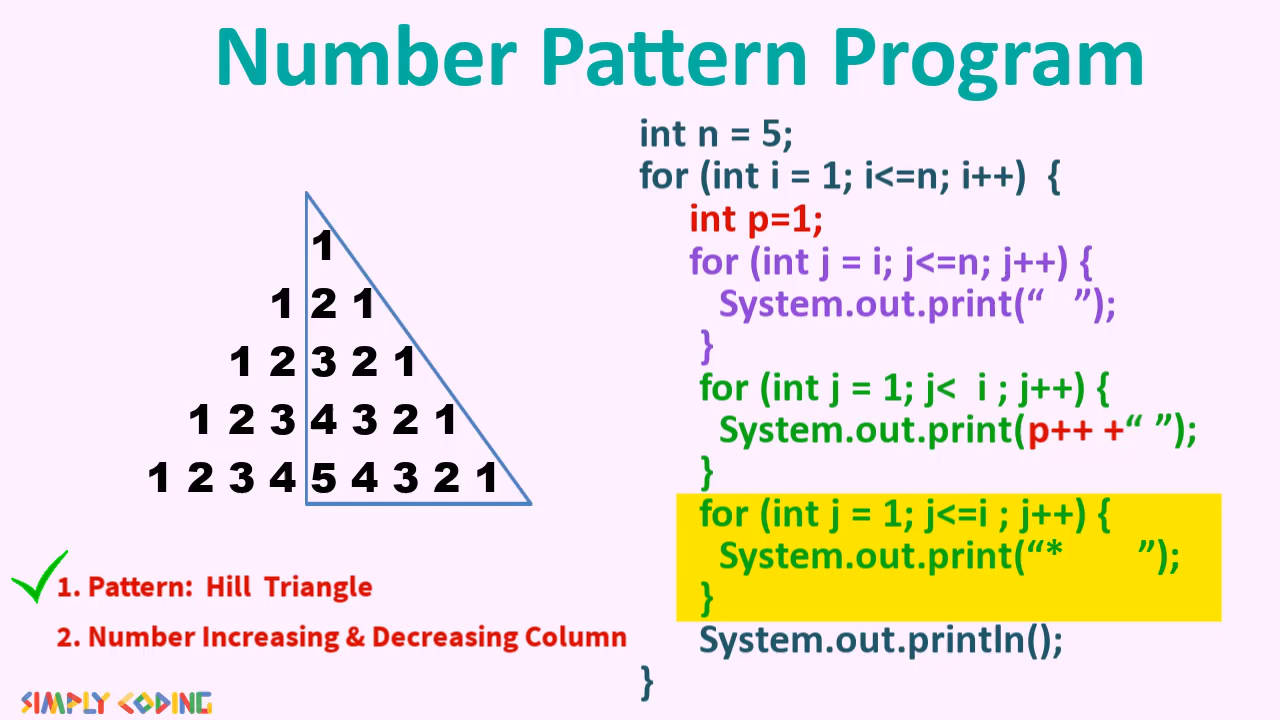 Number Pattern Program
1
1 2 1
1 2 3 2 1
1 2 3 4 3 2 1
1 2 3 4 5 4 3 2 1
1. Pattern: Hill Triangle
2. Number Increasing & Decreasing Column
SIMPLY CODING
int n = 5;
for (int i = 1; i<=n; i++) {
int p=1;
for (int j = i; j<=n; j++) {
System.out.print(“ ”);
}
for (int j = 1; j< i ; j++) {
System.out.print(p++ +“ ”);
}
for (int j = 1; j<=i ; j++) {
System.out.print(“* ”);
}
System.out.println();
}